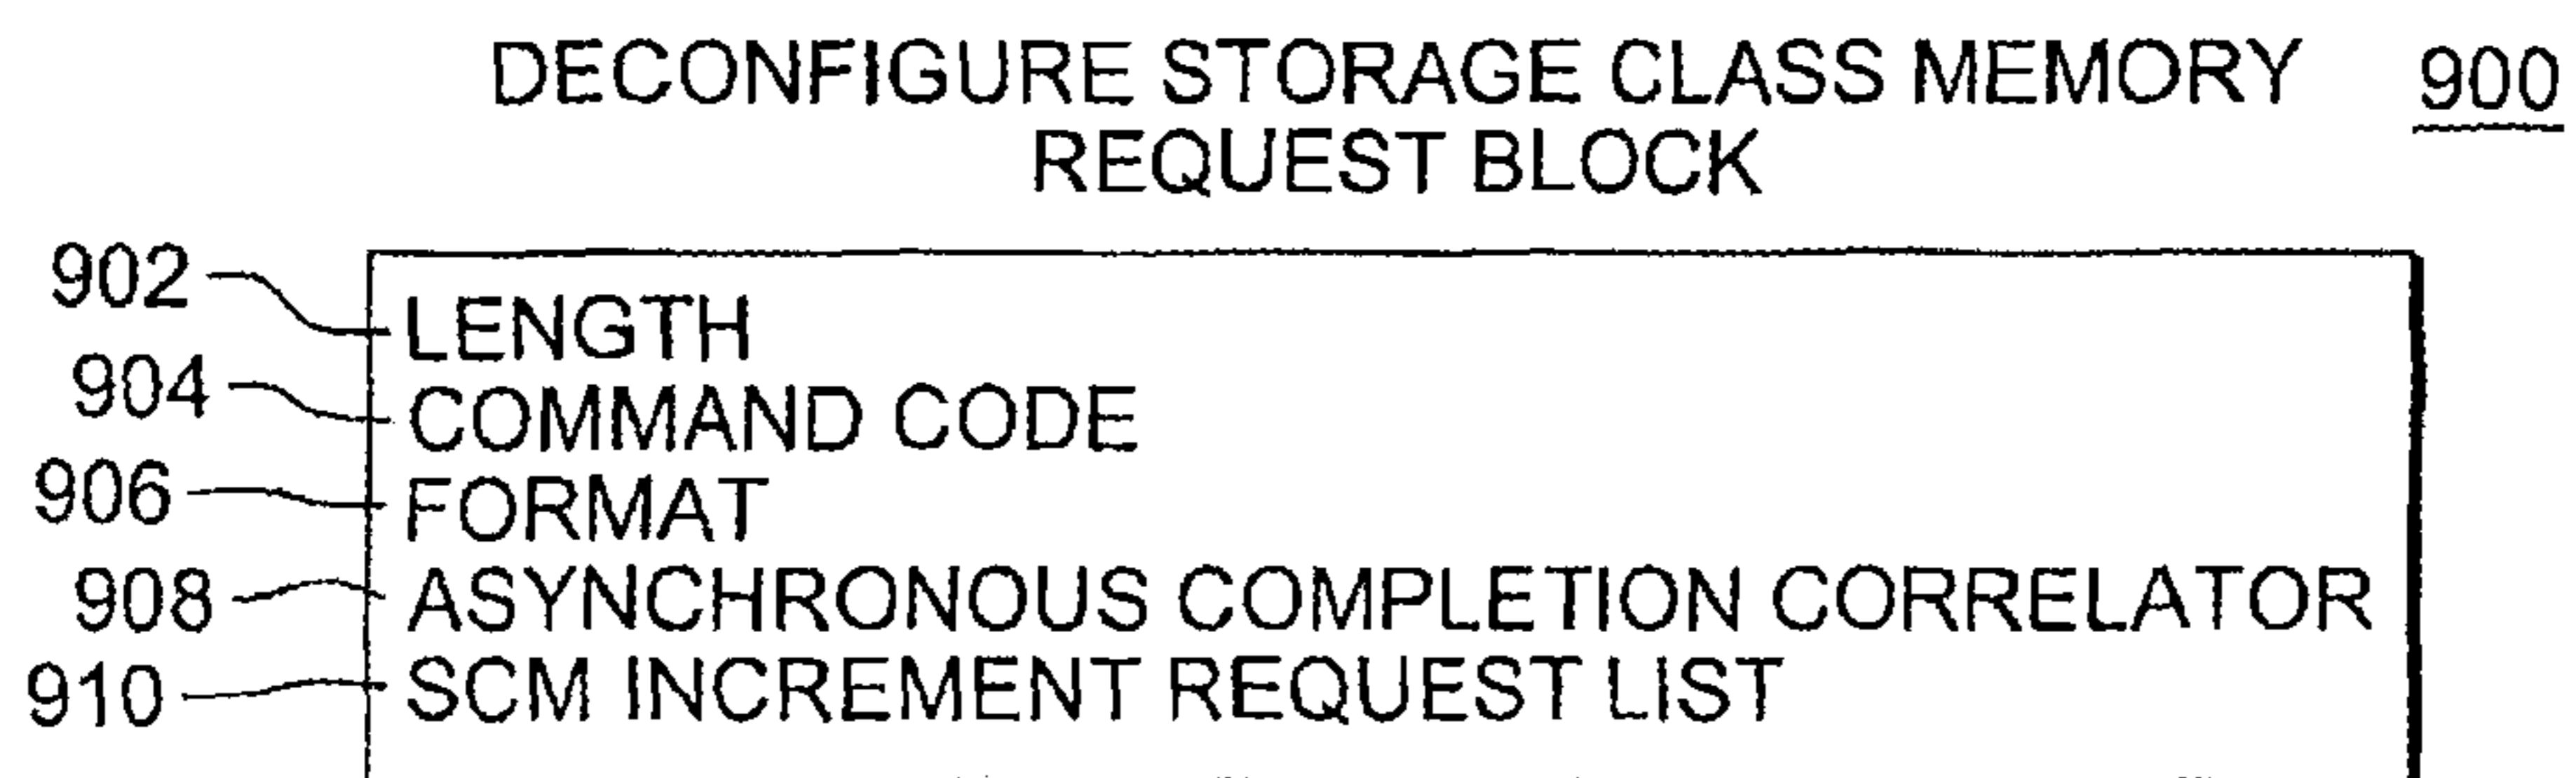 DECONFIGURE STORAGE CLASS MEMORY 900
REQUEST BLOCK
902 LENGTH
904 COMMAND CODE
906 FORMAT
908 ASYNCHRONOUS COMPLETION CORRELATOR
910 SCM INCREMENT REQUEST LIST